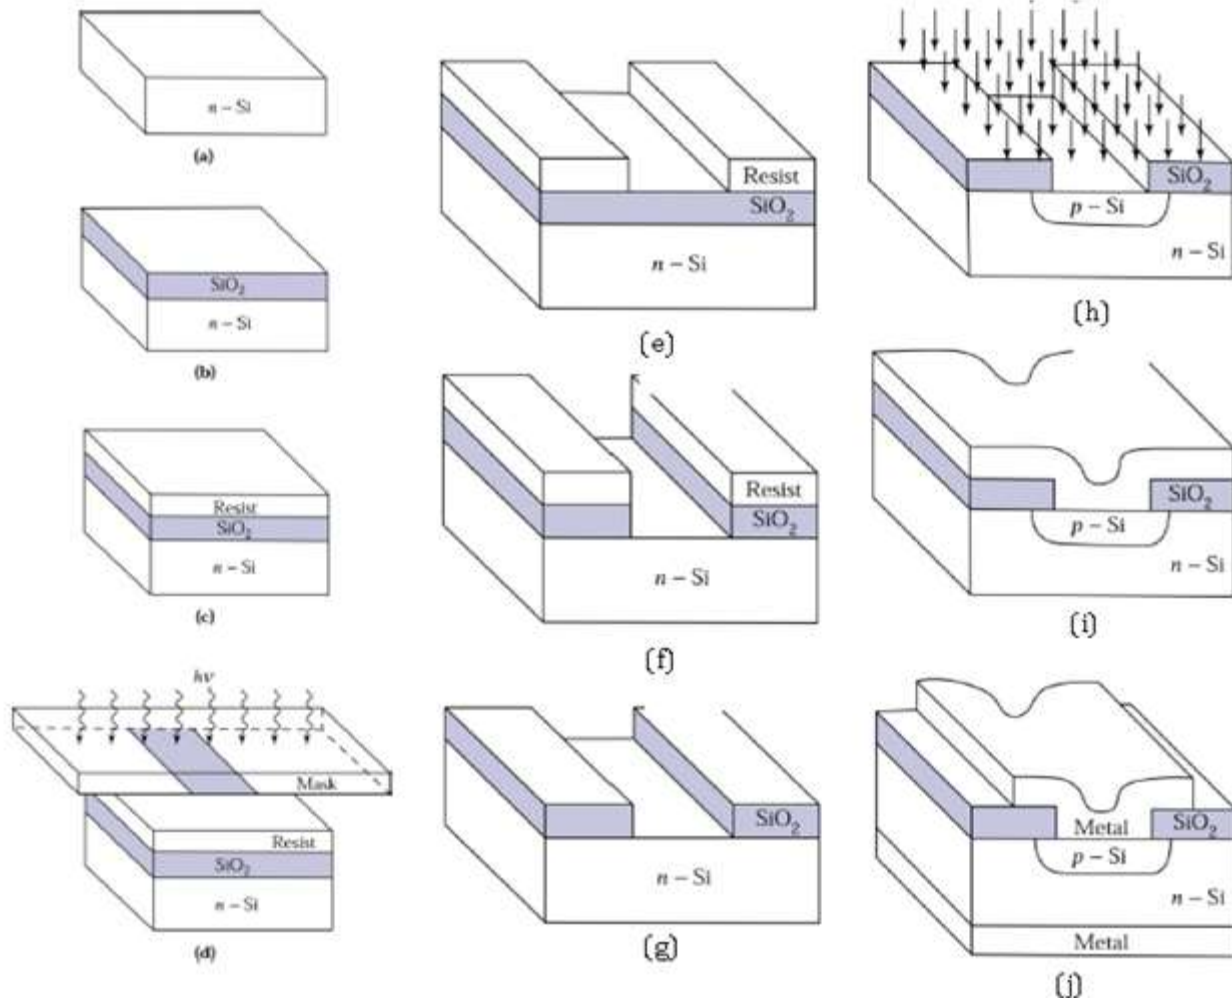 n – Si
(a)
SiO₂
n – Si
(b)
Resist
SiO₂
n – Si
(c)
hν
Mask
Resist
SiO₂
n – Si
(d)
Resist
SiO₂
n – Si
(e)
Resist
SiO₂
n – Si
(f)
SiO₂
n – Si
(g)
SiO₂
p – Si
n – Si
(h)
SiO₂
p – Si
n – Si
(i)
Metal
SiO₂
p – Si
n – Si
Metal
(j)